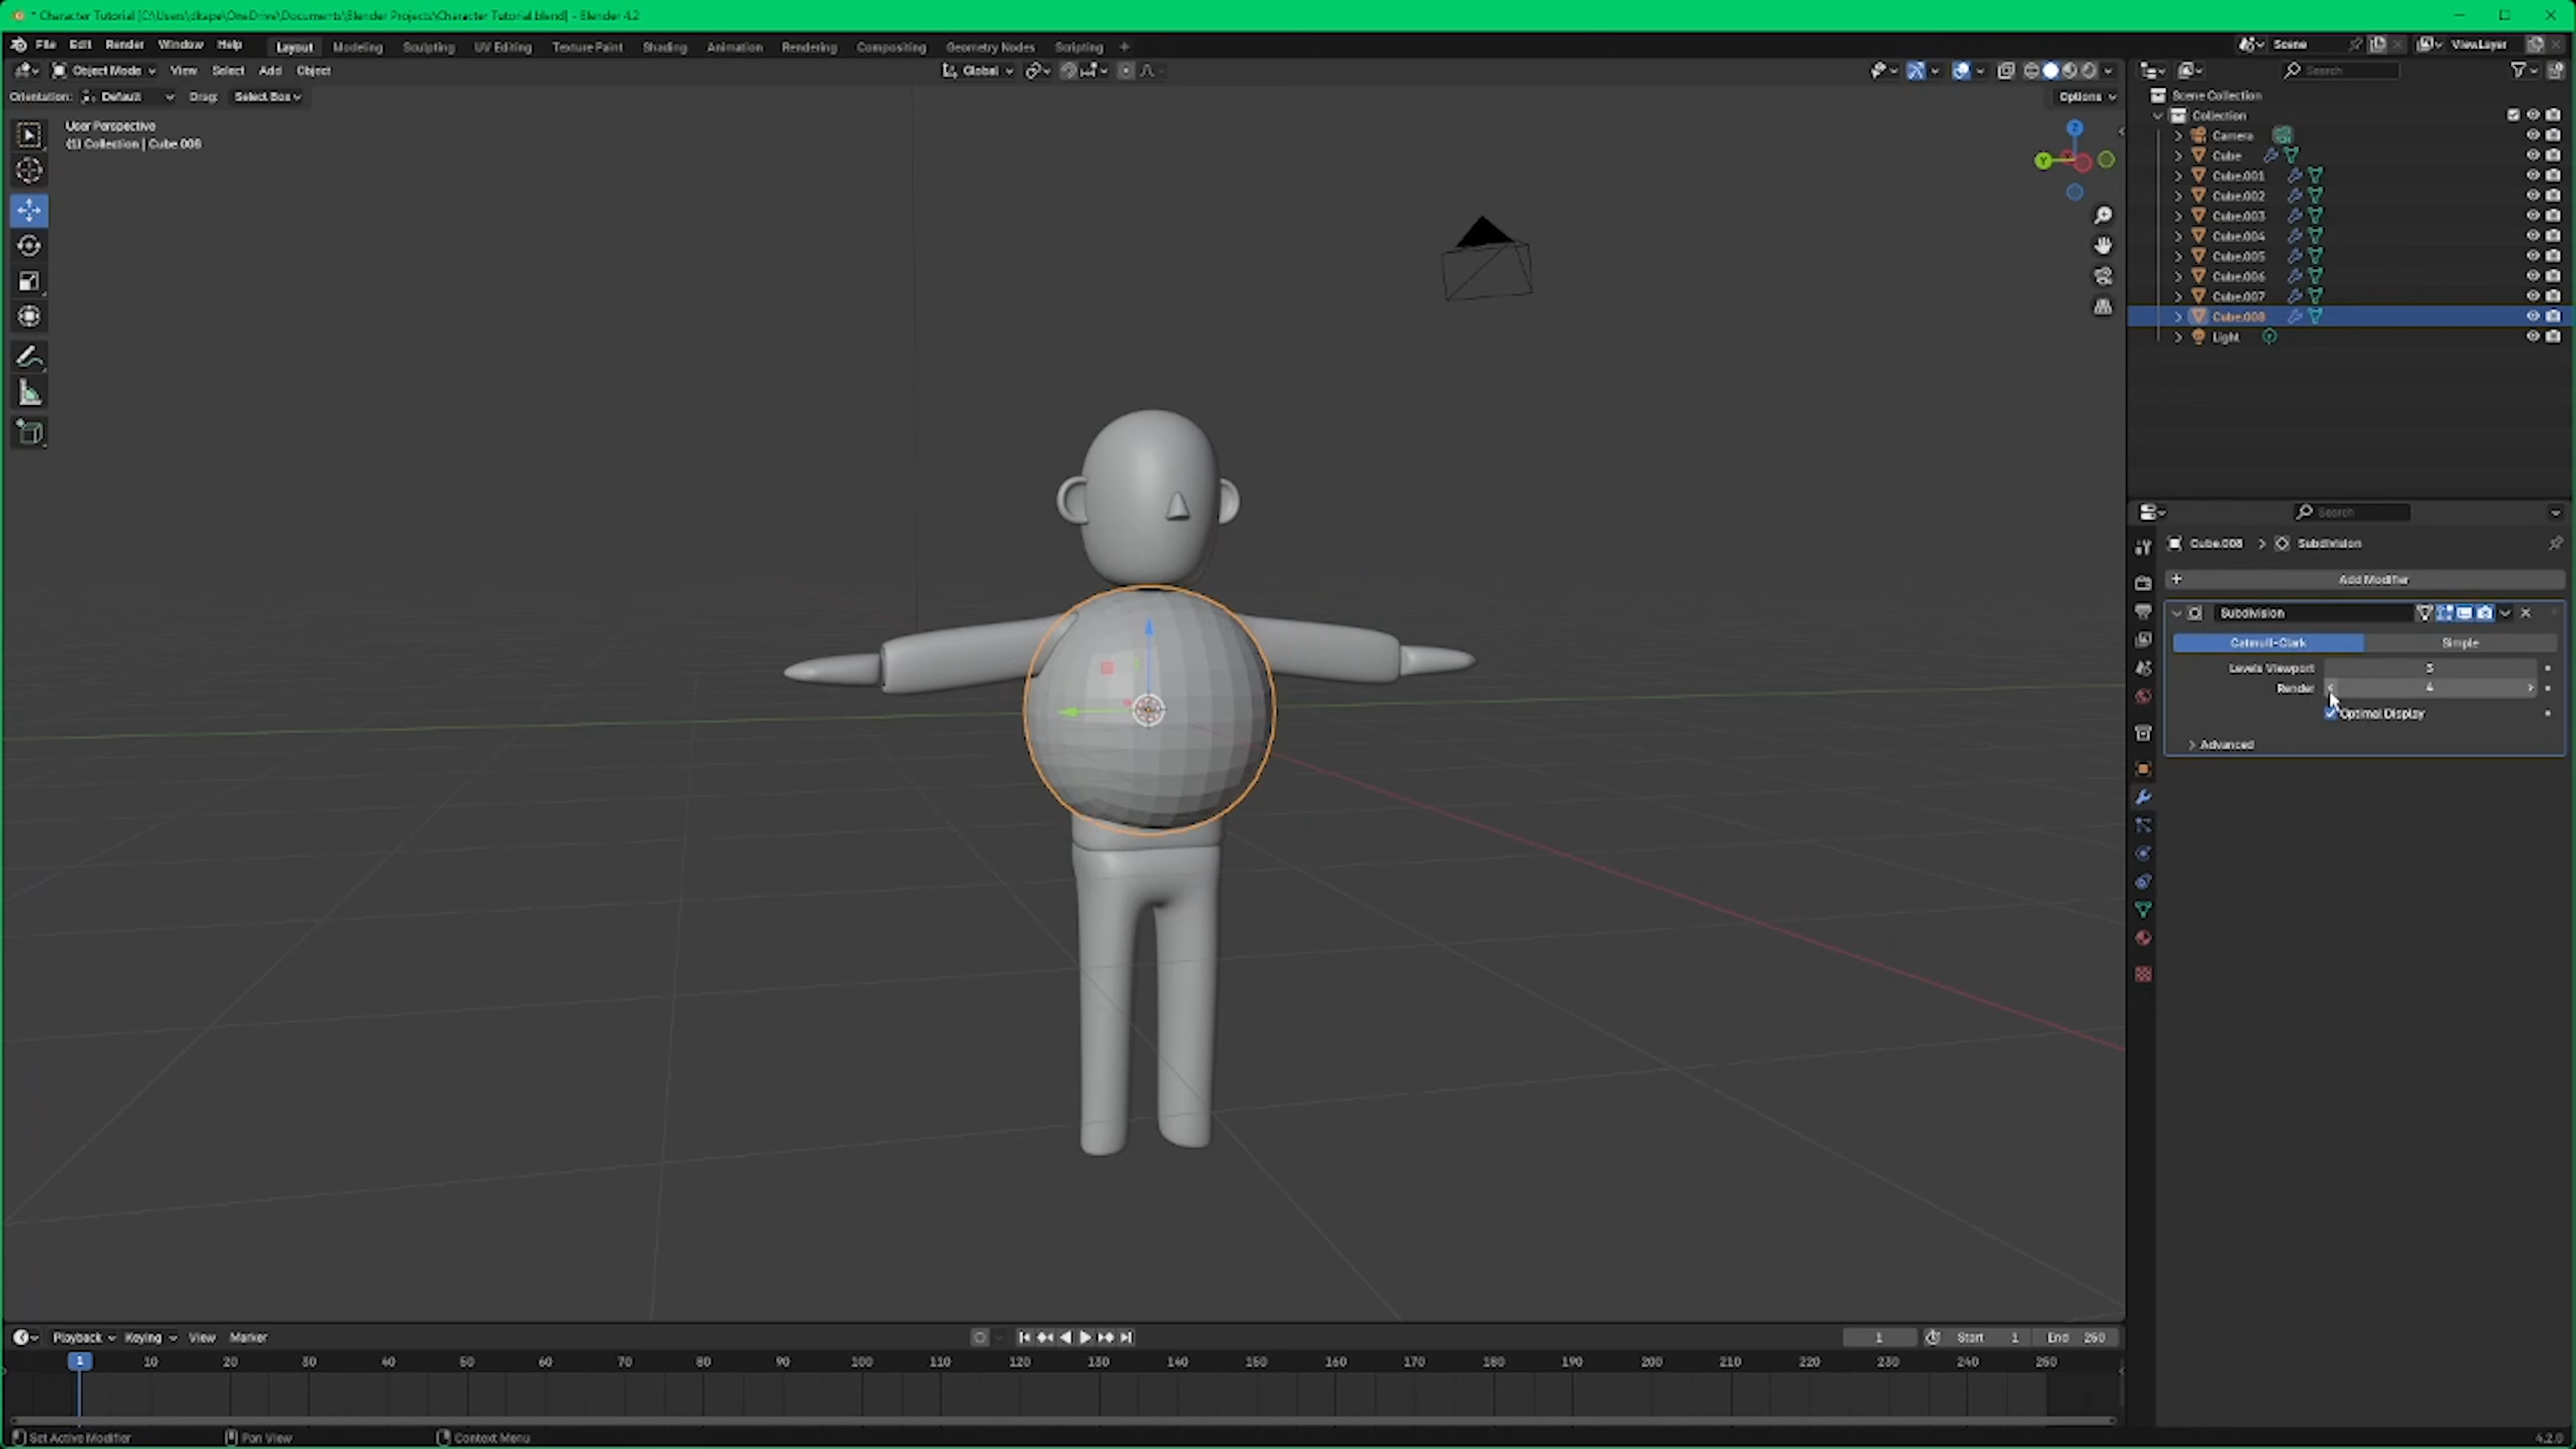 * Character Tutorial [C:\Users\dkape\OneDrive\Documents\Blender Projects\Character Tutorial.blend] - Blender 4.2
File Edit Render Window Help Layout Modeling Sculpting UV Editing Texture Paint Shading Animation Rendering Compositing Geometry Nodes Scripting + Scene ViewLayer
Object Mode View Select Add Object Global Search
Orientation: Default Drag: Select Box Options
User Perspective
(1) Collection | Cube.008
Z
Y
Scene Collection
Collection
Camera
Cube
Cube.001
Cube.002
Cube.003
Cube.004
Cube.005
Cube.006
Cube.007
Cube.008
Light
Search
Cube.008 > Subdivision
+ Add Modifier
Subdivision
Catmull-Clark Simple
Levels Viewport 3
Render 4
Optimal Display
Advanced
Playback Keying View Marker 1 Start 1 End 250
1 10 20 30 40 50 60 70 80 90 100 110 120 130 140 150 160 170 180 190 200 210 220 230 240 250
Set Active Modifier Pan View Context Menu 4.2.0